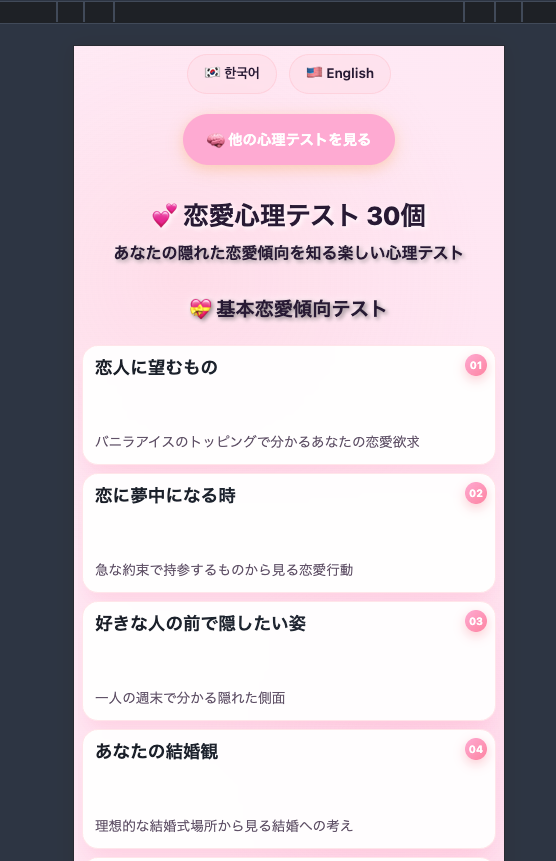 🇰🇷 한국어 🇺🇸 English
🧠 他の心理テストを見る
💕 恋愛心理テスト 30個
あなたの隠れた恋愛傾向を知る楽しい心理テスト
💝 基本恋愛傾向テスト
恋人に望むもの 01
バニラアイスのトッピングで分かるあなたの恋愛欲求
恋に夢中になる時 02
急な約束で持参するものから見る恋愛行動
好きな人の前で隠したい姿 03
一人の週末で分かる隠れた側面
あなたの結婚観 04
理想的な結婚式場所から見る結婚への考え